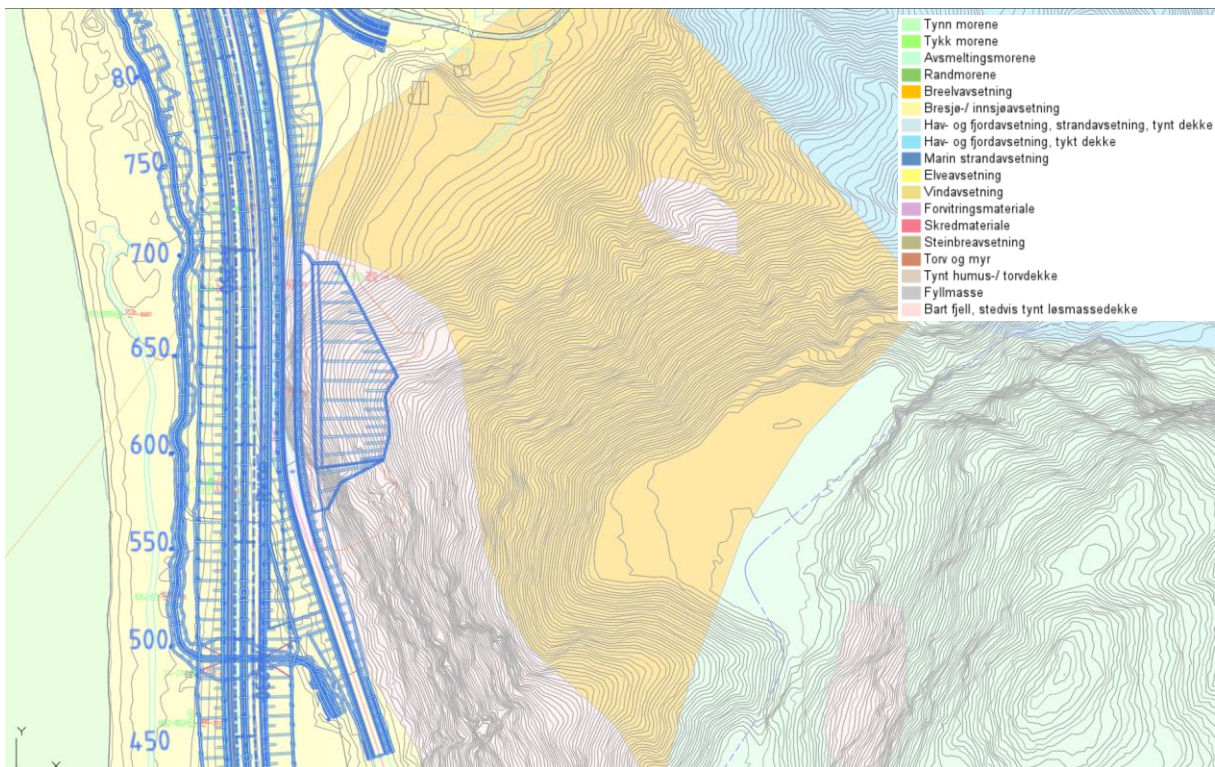 Tynn morene
Tykk morene
Avsmeltingsmorene
Randmorene
Breelvavsetning
Bresjø-/ innsjøavsetning
Hav- og fjordavsetning, strandavsetning, tynt dekke
Hav- og fjordavsetning, tykt dekke
Marin strandavsetning
Elveavsetning
Vindavsetning
Forvitringsmateriale
Skredmateriale
Steinbreavsetning
Torv og myr
Tynt humus-/ torvdekke
Fyllmasse
Bart fjell, stedvis tynt løsmassedekke
800
750
700
650
600
550
500
450
Y
X